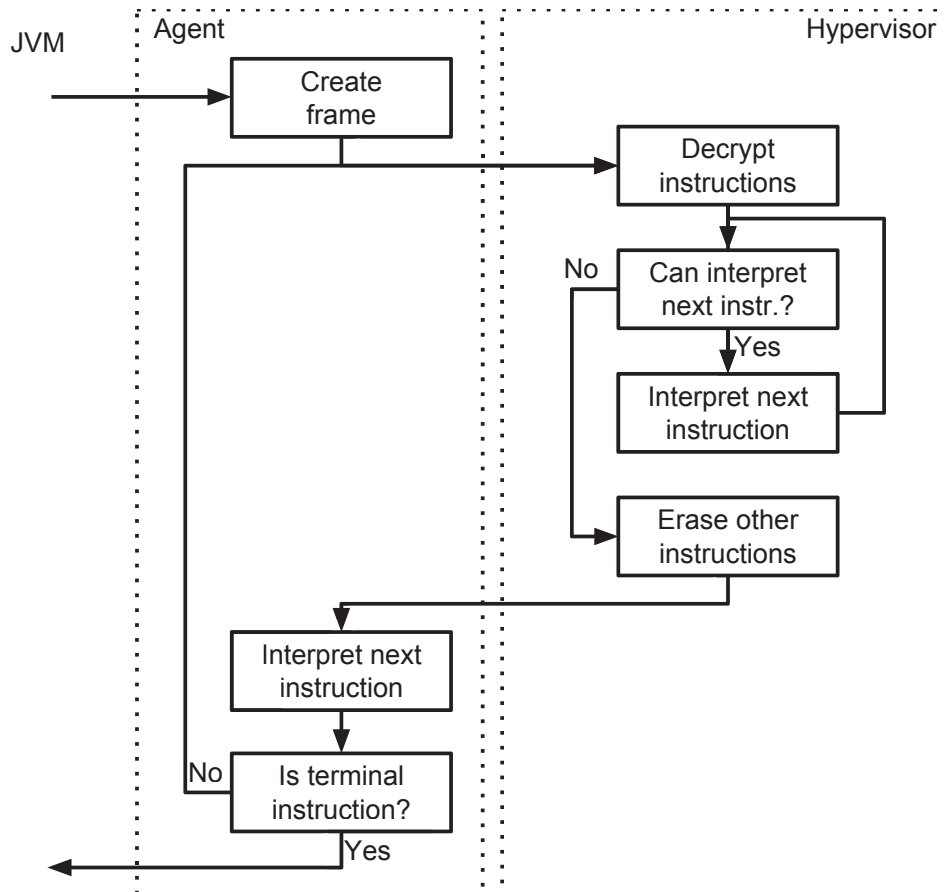 JVM
Agent
Hypervisor
Create
frame
Decrypt
instructions
No
Can interpret
next instr.?
Yes
Interpret next
instruction
Erase other
instructions
Interpret next
instruction
No
Is terminal
instruction?
Yes